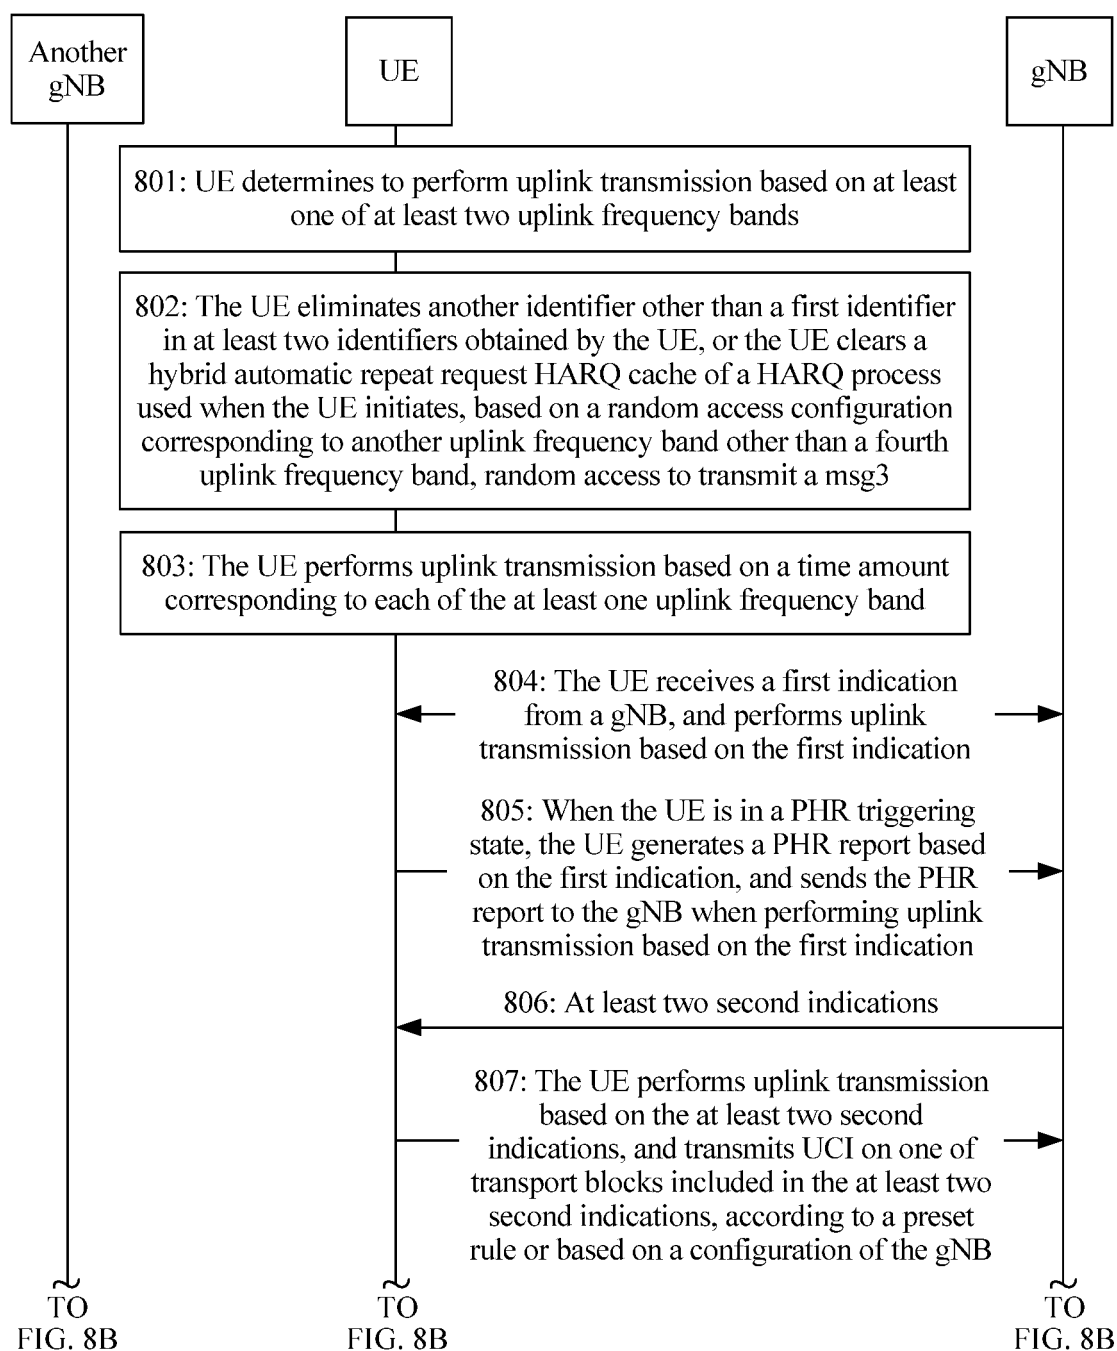 Another
gNB
UE
gNB
801: UE determines to perform uplink transmission based on at least
one of at least two uplink frequency bands
802: The UE eliminates another identifier other than a first identifier
in at least two identifiers obtained by the UE, or the UE clears a
hybrid automatic repeat request HARQ cache of a HARQ process
used when the UE initiates, based on a random access configuration
corresponding to another uplink frequency band other than a fourth
uplink frequency band, random access to transmit a msg3
803: The UE performs uplink transmission based on a time amount
corresponding to each of the at least one uplink frequency band
804: The UE receives a first indication
from a gNB, and performs uplink
transmission based on the first indication
805: When the UE is in a PHR triggering
state, the UE generates a PHR report based
on the first indication, and sends the PHR
report to the gNB when performing uplink
transmission based on the first indication
806: At least two second indications
807: The UE performs uplink transmission
based on the at least two second
indications, and transmits UCI on one of
transport blocks included in the at least two
second indications, according to a preset
rule or based on a configuration of the gNB
TO
FIG. 8B
TO
FIG. 8B
TO
FIG. 8B